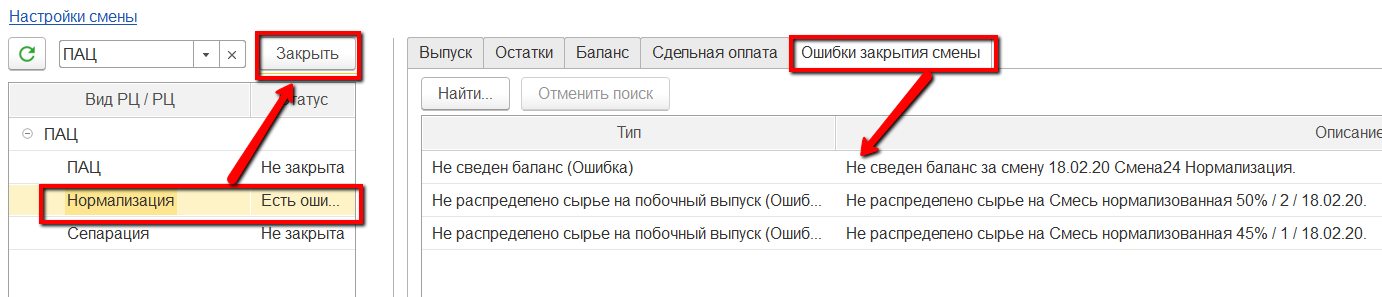 Настройки смены
ПАЦ Закрыть
Выпуск Остатки Баланс Сдельная оплата Ошибки закрытия смены
Найти... Отменить поиск
Вид РЦ / РЦ татус
Тип Описание
ПАЦ
ПАЦ Не закрыта
Нормализация Есть оши...
Сепарация Не закрыта
Не сведен баланс (Ошибка) Не сведен баланс за смену 18.02.20 Смена24 Нормализация.
Не распределено сырье на побочный выпуск (Ошиб... Не распределено сырье на Смесь нормализованная 50% / 2 / 18.02.20.
Не распределено сырье на побочный выпуск (Ошиб... Не распределено сырье на Смесь нормализованная 45% / 1 / 18.02.20.